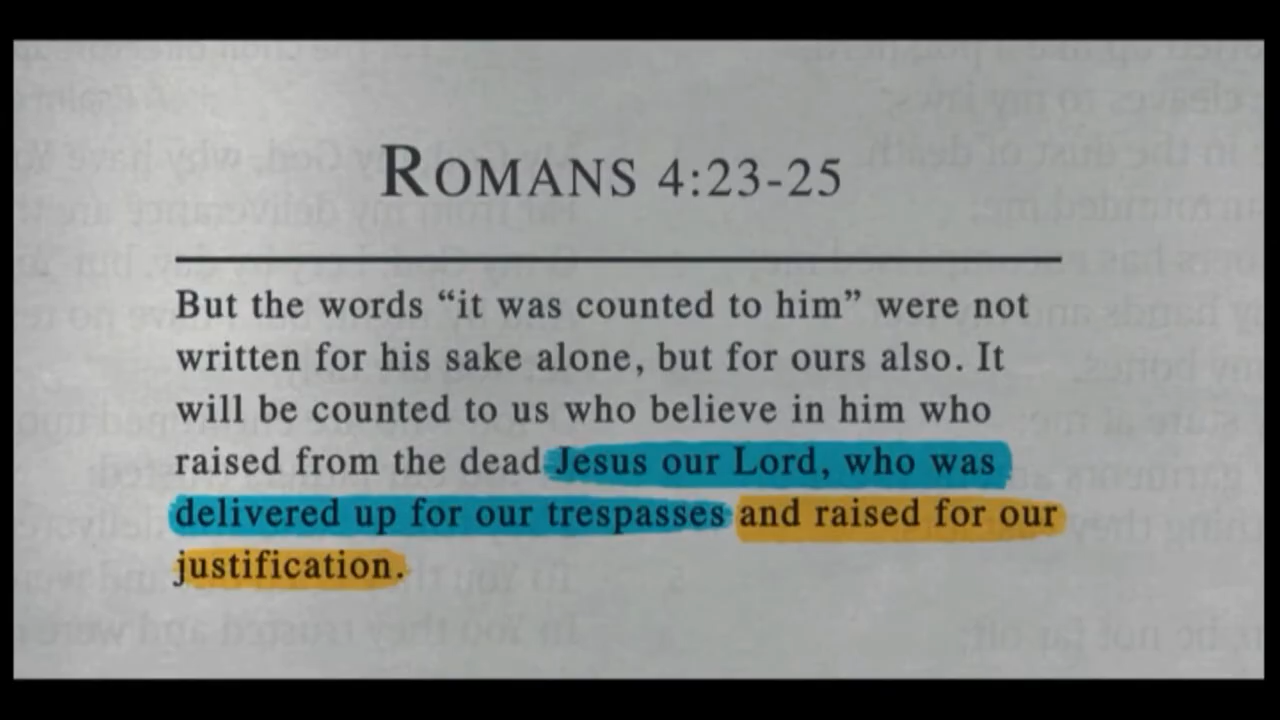 ROMANS 4:23-25
But the words “it was counted to him” were not
written for his sake alone, but for ours also. It
will be counted to us who believe in him who
raised from the dead Jesus our Lord, who was
delivered up for our trespasses and raised for our
justification.